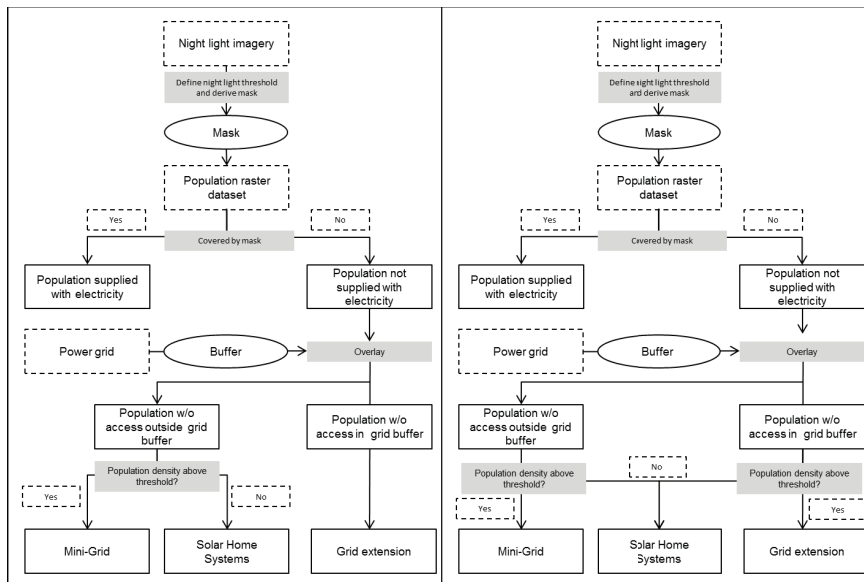 Night light imagery
Define night light threshold
and derive mask
Mask
Population raster
dataset
Yes
No
Covered by mask
Population supplied
with electricity
Population not
supplied with
electricity
Power grid
Buffer
Overlay
Population w/o
access outside grid
buffer
Population w/o
access in grid buffer
Population density above
threshold?
Yes
No
Mini-Grid
Solar Home
Systems
Grid extension
Night light imagery
Define night light threshold
and derive mask
Mask
Population raster
dataset
Yes
No
Covered by mask
Population supplied
with electricity
Population not
supplied with
electricity
Power grid
Buffer
Overlay
Population w/o
access outside grid
buffer
Population w/o
access in grid buffer
Population density above
threshold?
No
Population density above
threshold?
Yes
Yes
Mini-Grid
Solar Home
Systems
Grid extension